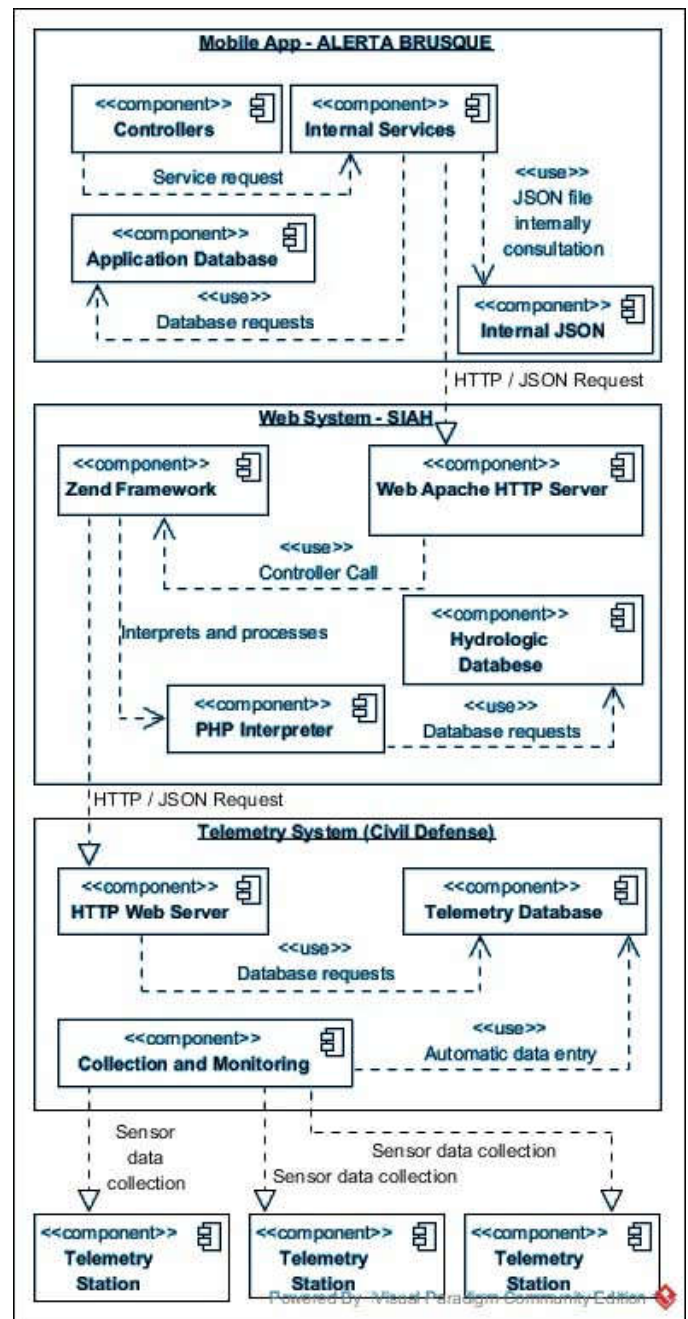 Mobile App - ALERTA BRUSQUE
<<component>>
Controllers
<<component>>
Internal Services
Service request
<<use>>
JSON file
internally
consultation
<<component>>
Application Database
<<use>>
Database requests
<<component>>
Internal JSON
HTTP / JSON Request
Web System - SIAH
<<component>>
Zend Framework
<<component>>
Web Apache HTTP Server
<<use>>
Controller Call
Interprets and processes
<<component>>
Hydrologic
Databese
<<component>>
PHP Interpreter
<<use>>
Database requests
HTTP / JSON Request
Telemetry System (Civil Defense)
<<component>>
HTTP Web Server
<<component>>
Telemetry Database
<<use>>
Database requests
<<component>>
Collection and Monitoring
<<use>>
Automatic data entry
Sensor
data
collection
Sensor data collection
Sensor data collection
<<component>>
Telemetry
Station
<<component>>
Telemetry
Station
<<component>>
Telemetry
Station
Powered By Visual Paradigm Community Edition